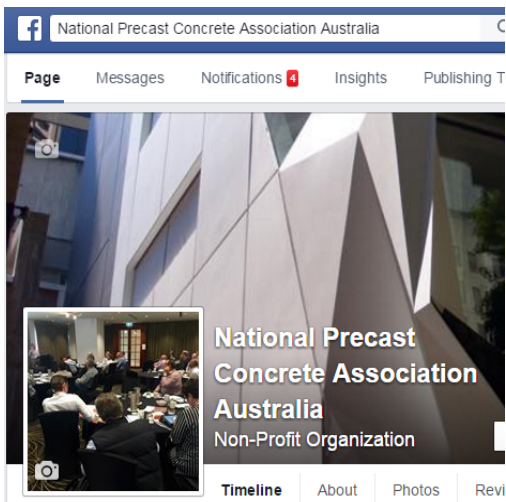 National Precast Concrete Association Australia
Page Messages Notifications 4 Insights Publishing T
National Precast
Concrete Association
Australia
Non-Profit Organization
Timeline About Photos Revi